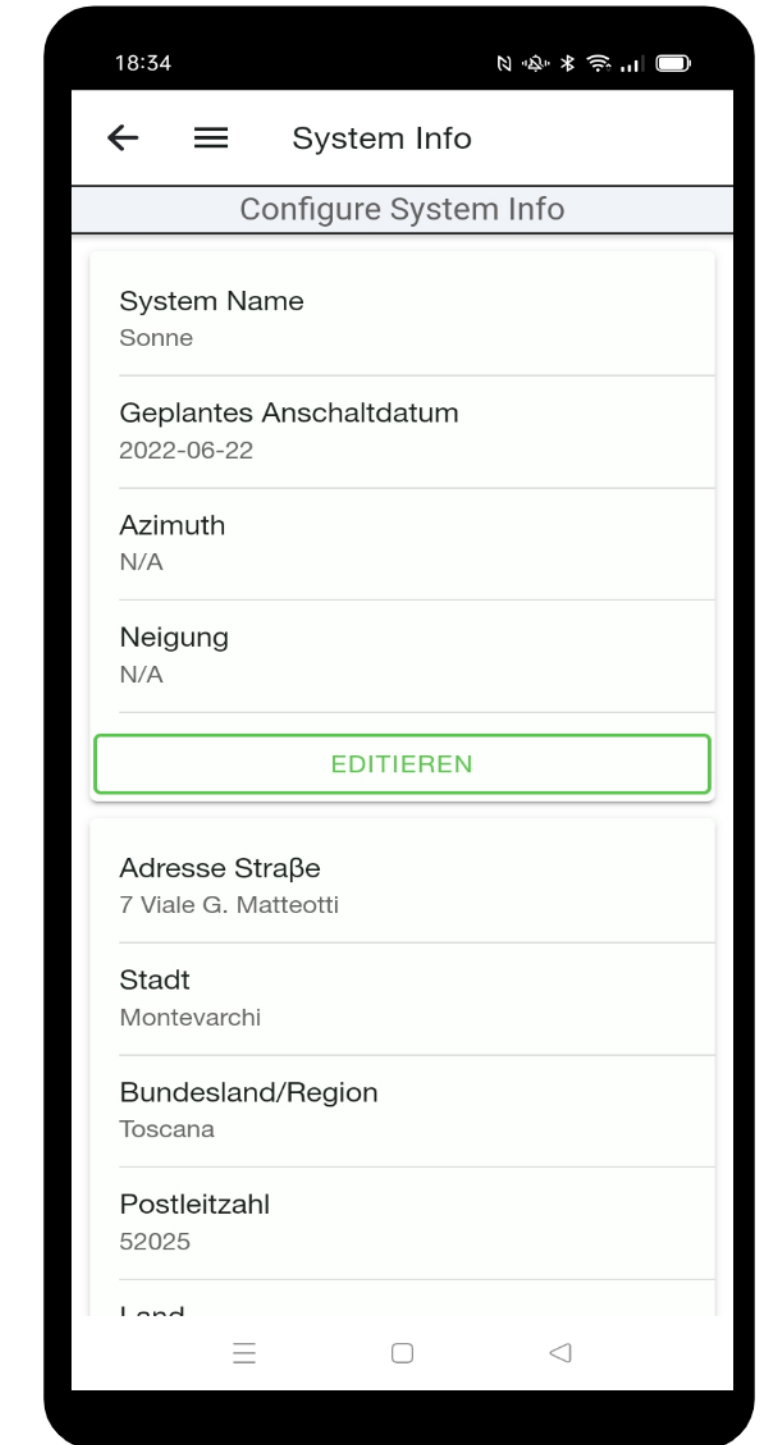 18:34
System Info
Configure System Info
System Name
Sonne
Geplantes Anschaltdatum
2022-06-22
Azimuth
N/A
Neigung
N/A
EDITIEREN
Adresse Straβe
7 Viale G. Matteotti
Stadt
Montevarchi
Bundesland/Region
Toscana
Postleitzahl
52025
Land